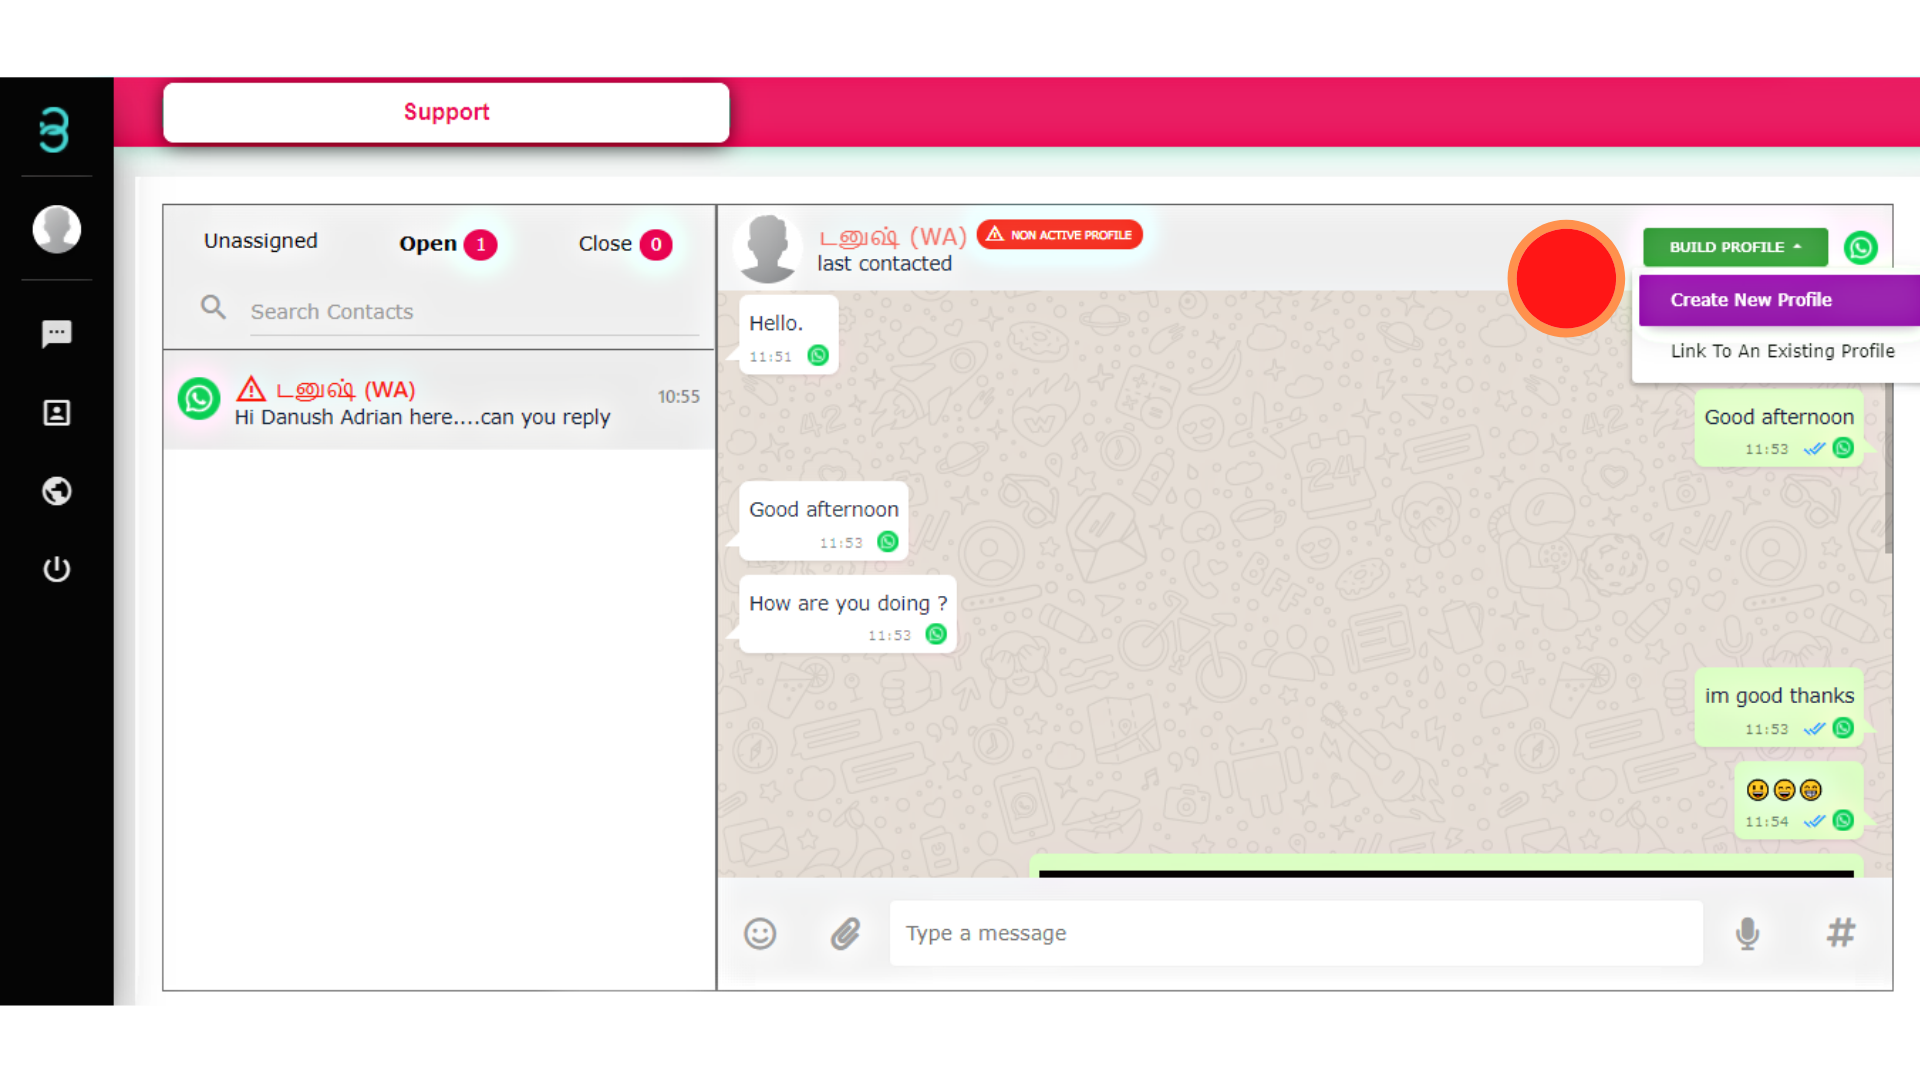 Support
Unassigned
Open 1
Close 0
Search Contacts
டனுஷ் (WA)
10:55
Hi Danush Adrian here....can you reply
டனுஷ் (WA)
NON ACTIVE PROFILE
last contacted
BUILD PROFILE
Create New Profile
Link To An Existing Profile
Hello.
11:51
Good afternoon
11:53
Good afternoon
11:53
How are you doing ?
11:53
im good thanks
11:53
😃😄😁
11:54
Type a message
#